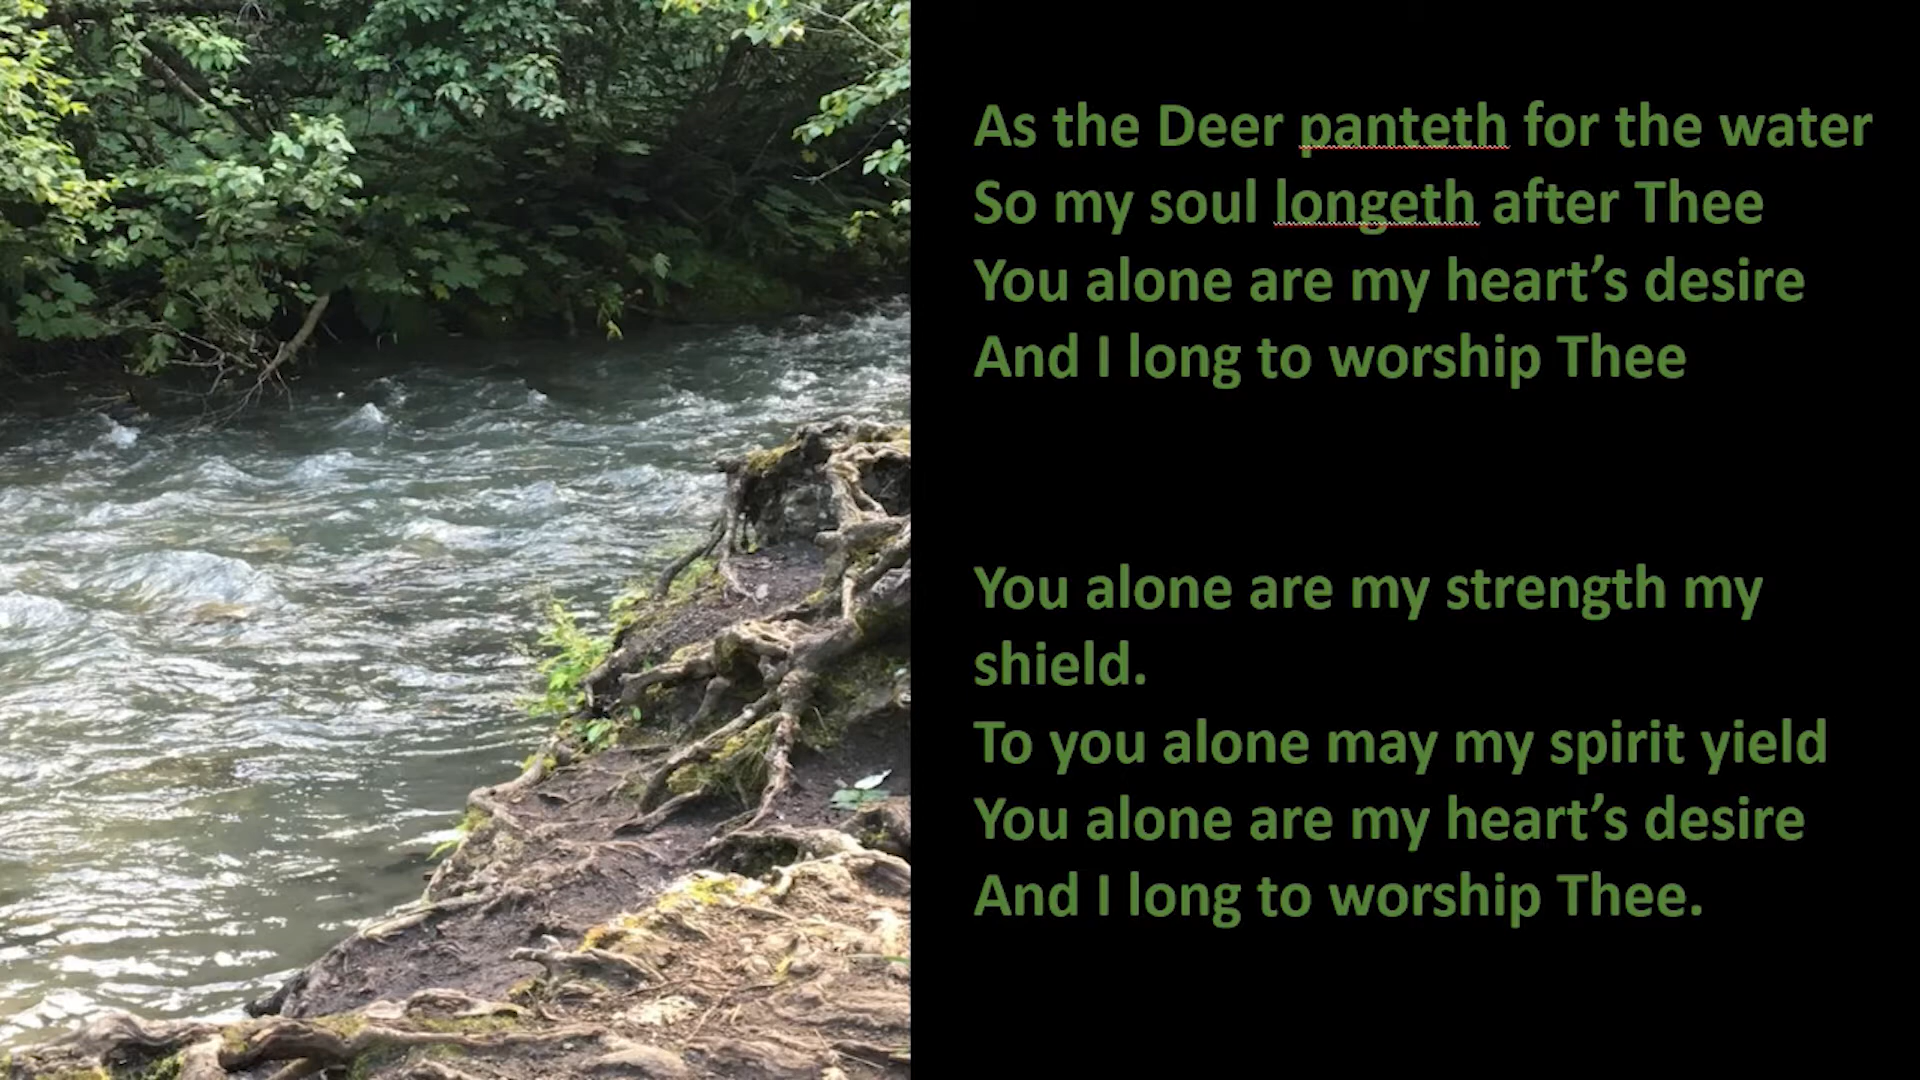 As the Deer panteth for the water
So my soul longeth after Thee
You alone are my heart’s desire
And I long to worship Thee
You alone are my strength my
shield.
To you alone may my spirit yield
You alone are my heart’s desire
And I long to worship Thee.